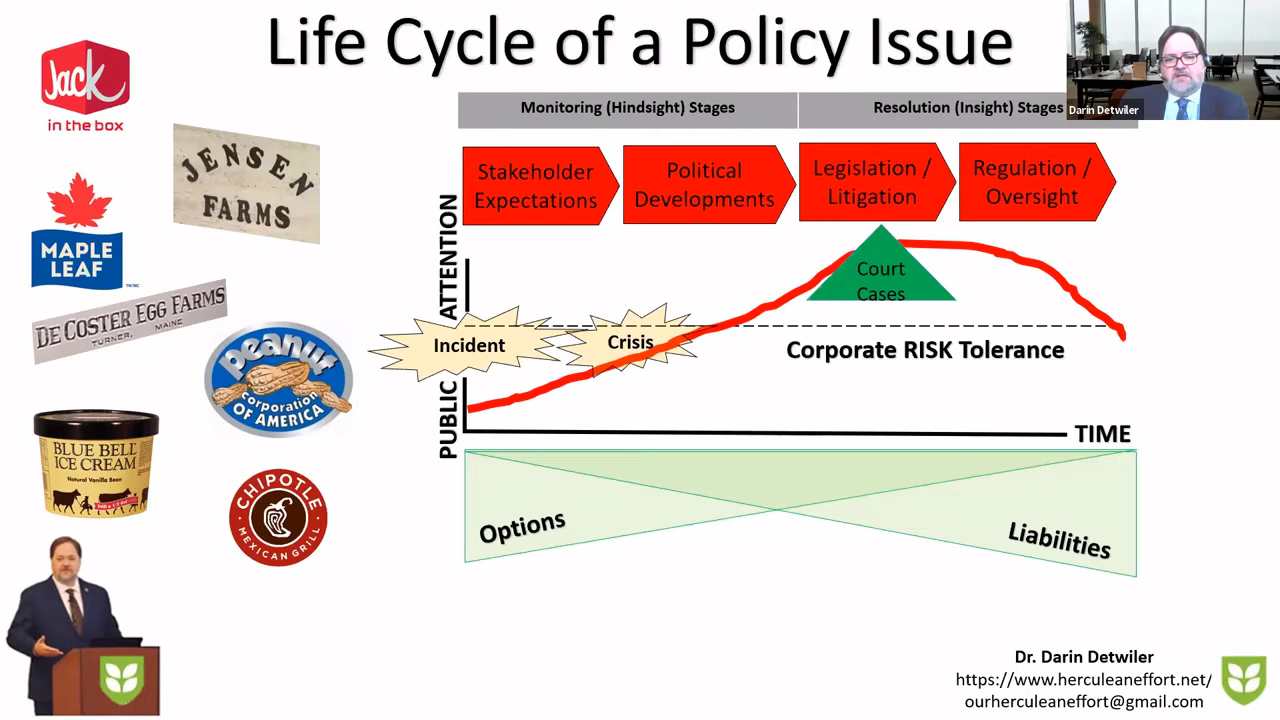 Life Cycle of a Policy Issue
Darin Detwiler
Monitoring (Hindsight) Stages
Resolution (Insight) Stages
Stakeholder
Expectations
Political
Developments
Legislation /
Litigation
Regulation /
Oversight
PUBLIC ATTENTION
Court
Cases
Incident
Crisis
Corporate RISK Tolerance
TIME
Options
Liabilities
Jack
in the box
JENSEN
FARMS
MAPLE
LEAF
DE COSTER EGG FARMS
TURNER, MAINE
peanut
corporation
OF AMERICA
BLUE BELL
ICE CREAM
Natural Vanilla Bean
CHIPOTLE
MEXICAN GRILL
Dr. Darin Detwiler
https://www.herculeaneffort.net/
ourherculeaneffort@gmail.com